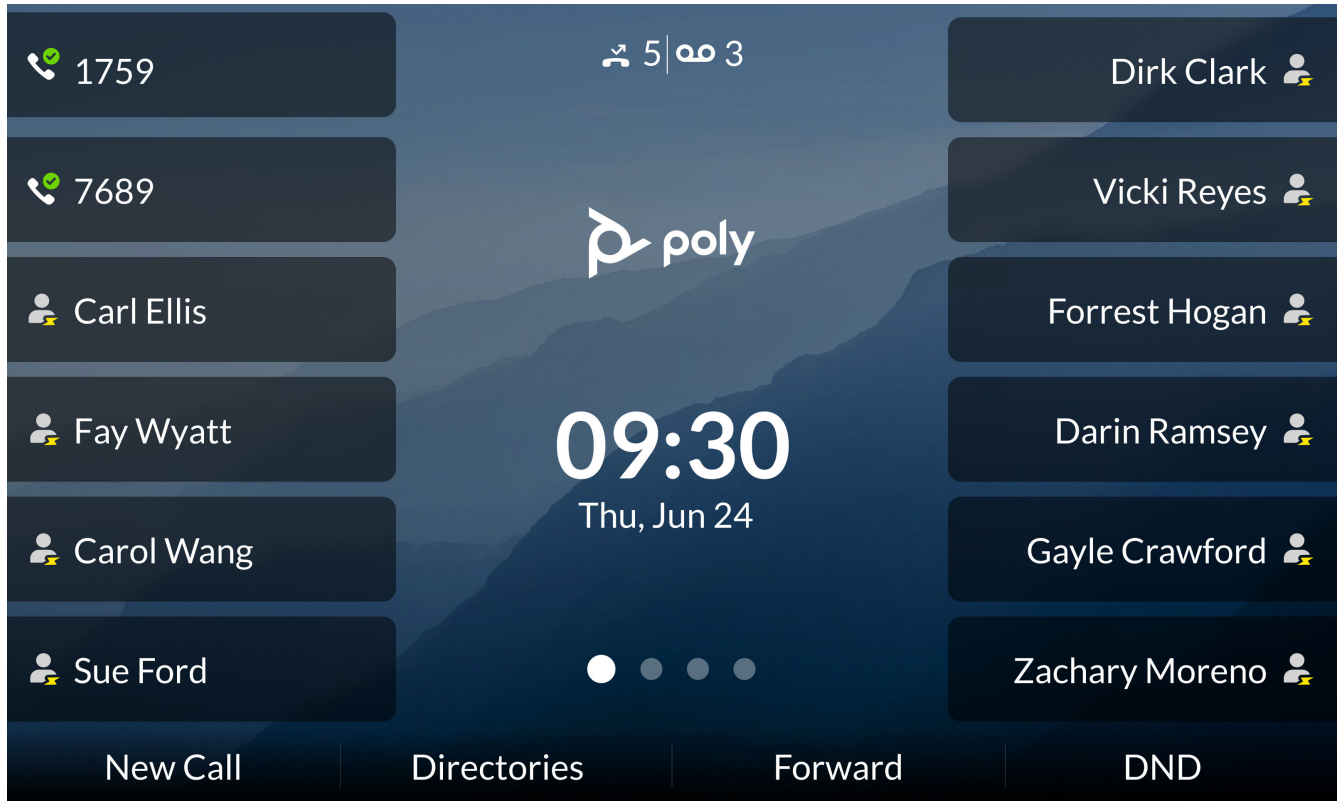 1759
7689
Carl Ellis
Fay Wyatt
Carol Wang
Sue Ford
5 3
poly
09:30
Thu, Jun 24
Dirk Clark
Vicki Reyes
Forrest Hogan
Darin Ramsey
Gayle Crawford
Zachary Moreno
New Call Directories Forward DND